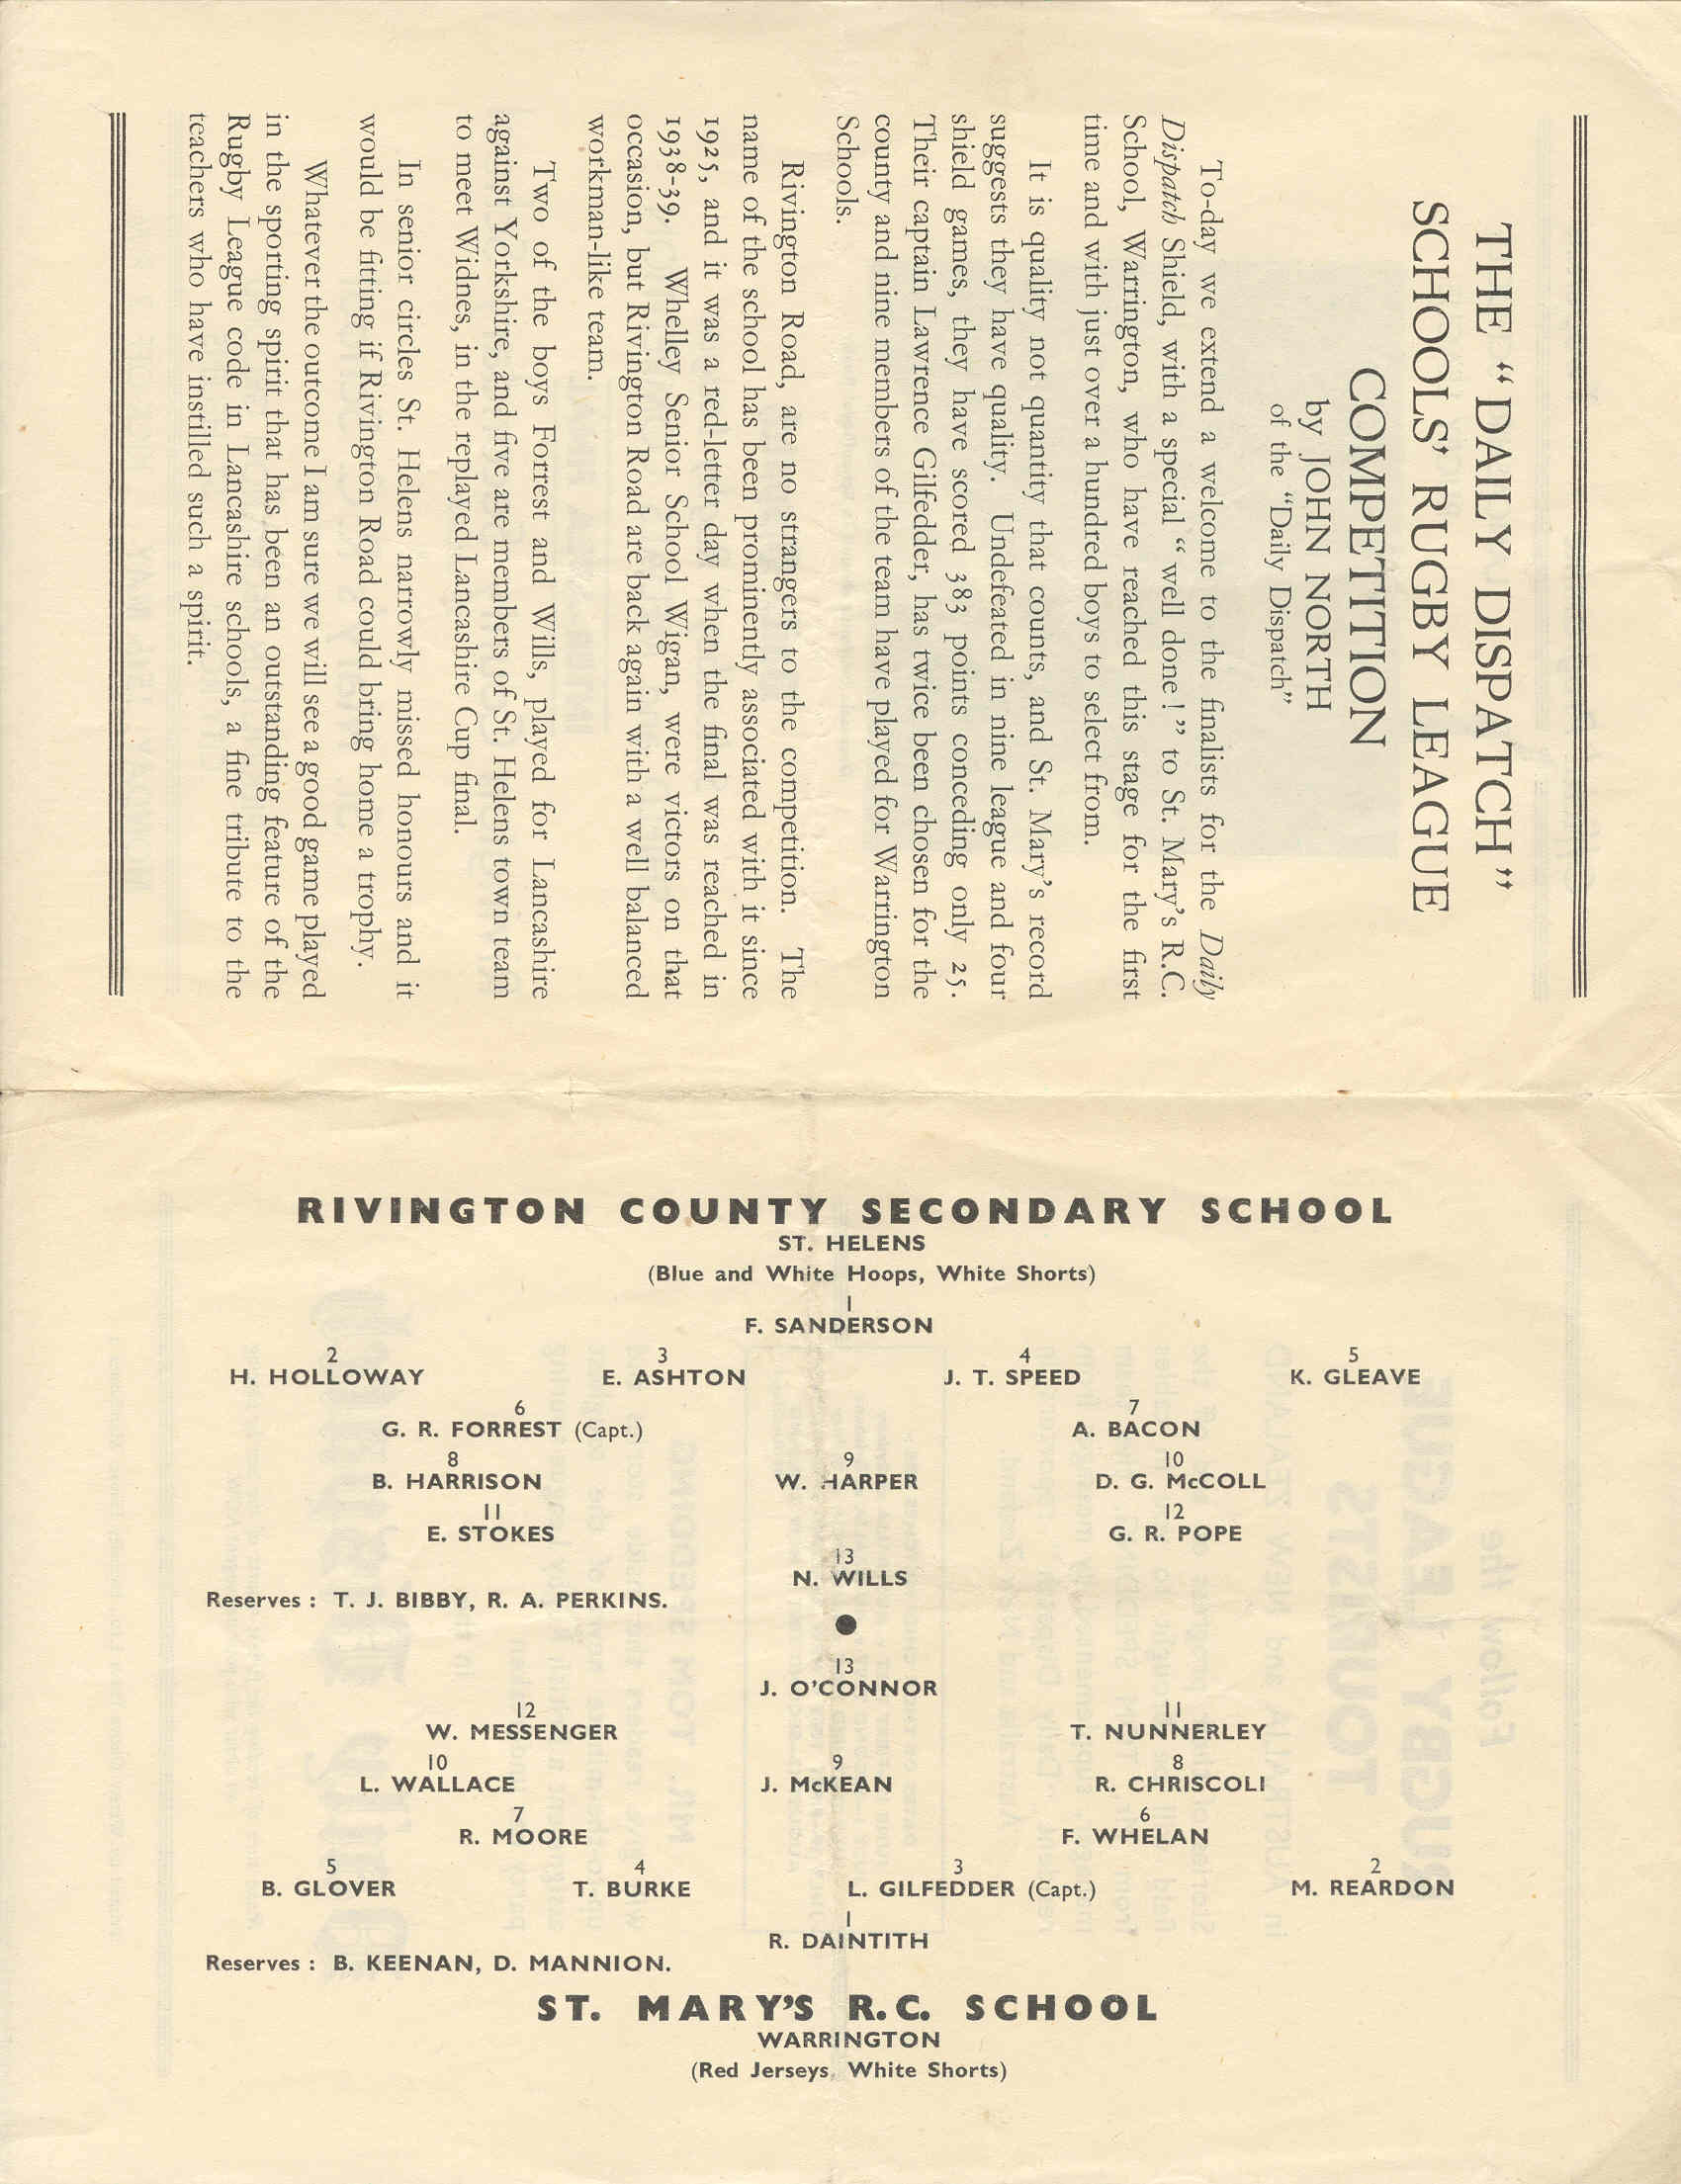 THE “DAILY DISPATCH”
SCHOOLS’ RUGBY LEAGUE
COMPETITION
by JOHN NORTH
of the “Daily Dispatch”
To-day we extend a welcome to the finalists for the Daily
Dispatch Shield, with a special “ well done ! ” to St. Mary’s R.C.
School, Warrington, who have reached this stage for the first
time and with just over a hundred boys to select from.
It is quality not quantity that counts, and St. Mary’s record
suggests they have quality. Undefeated in nine league and four
shield games, they have scored 383 points conceding only 25.
Their captain Lawrence Gilfedder, has twice been chosen for the
county and nine members of the team have played for Warrington
Schools.
Rivington Road, are no strangers to the competition. The
name of the school has been prominently associated with it since
1925, and it was a red-letter day when the final was reached in
1938-39. Whelley Senior School Wigan, were victors on that
occasion, but Rivington Road are back again with a well balanced
workman-like team.
Two of the boys Forrest and Wills, played for Lancashire
against Yorkshire, and five are members of St. Helens town team
to meet Widnes, in the replayed Lancashire Cup final.
In senior circles St. Helens narrowly missed honours and it
would be fitting if Rivington Road could bring home a trophy.
Whatever the outcome I am sure we will see a good game played
in the sporting spirit that has been an outstanding feature of the
Rugby League code in Lancashire schools, a fine tribute to the
teachers who have instilled such a spirit.
RIVINGTON COUNTY SECONDARY SCHOOL
ST. HELENS
(Blue and White Hoops, White Shorts)
1
F. SANDERSON
2 3 4 5
H. HOLLOWAY E. ASHTON J. T. SPEED K. GLEAVE
6 7
G. R. FORREST (Capt.) A. BACON
8 9 10
B. HARRISON W. HARPER D. G. McCOLL
11 12
E. STOKES G. R. POPE
13
N. WILLS
Reserves : T. J. BIBBY, R. A. PERKINS.
13
J. O’CONNOR
12 11
W. MESSENGER T. NUNNERLEY
10 9 8
L. WALLACE J. McKEAN R. CHRISCOLI
7 6
R. MOORE F. WHELAN
5 4 3 2
B. GLOVER T. BURKE L. GILFEDDER (Capt.) M. REARDON
1
R. DAINTITH
Reserves : B. KEENAN, D. MANNION.
ST. MARY’S R.C. SCHOOL
WARRINGTON
(Red Jerseys, White Shorts)